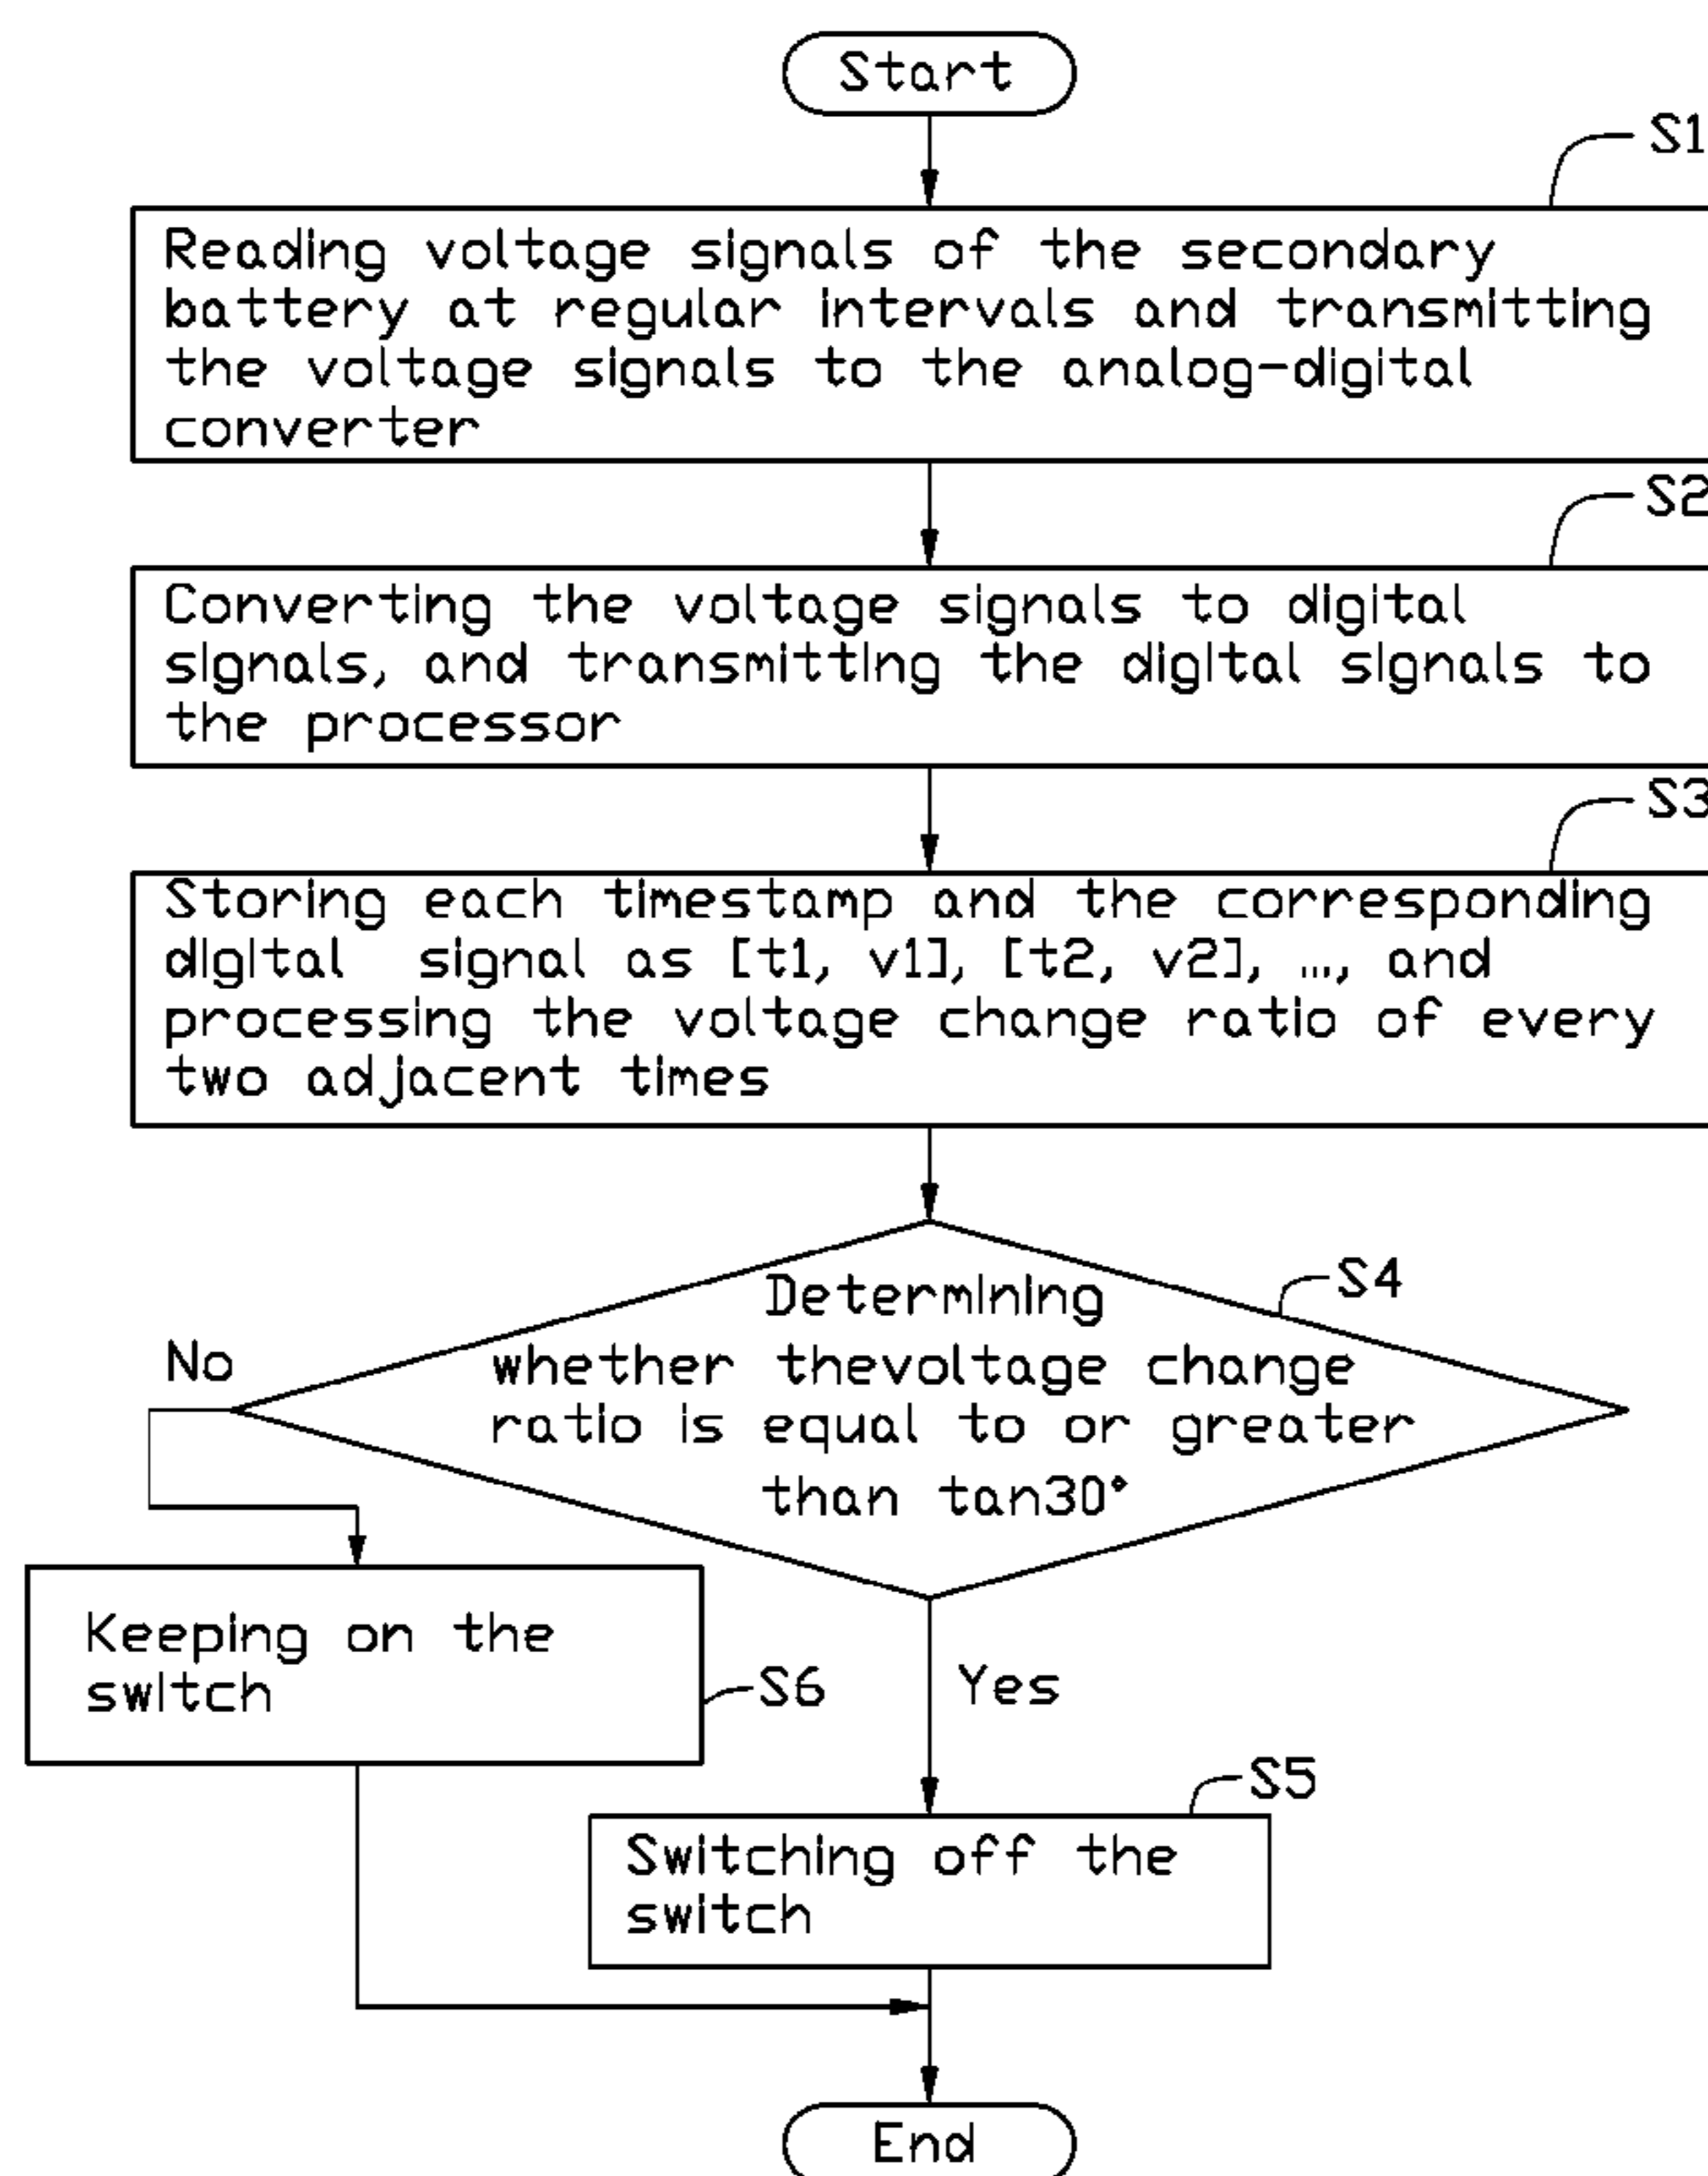 Start
S1
Reading voltage signals of the secondary
battery at regular intervals and transmitting
the voltage signals to the analog-digital
converter
S2
Converting the voltage signals to digital
signals, and transmitting the digital signals to
the processor
S3
Storing each timestamp and the corresponding
digital signal as [t1, v1], [t2, v2], ..., and
processing the voltage change ratio of every
two adjacent times
S4
Determining
whether thevoltage change
ratio is equal to or greater
than tan30°
No
Keeping on the
switch
S6
Yes
S5
Switching off the
switch
End